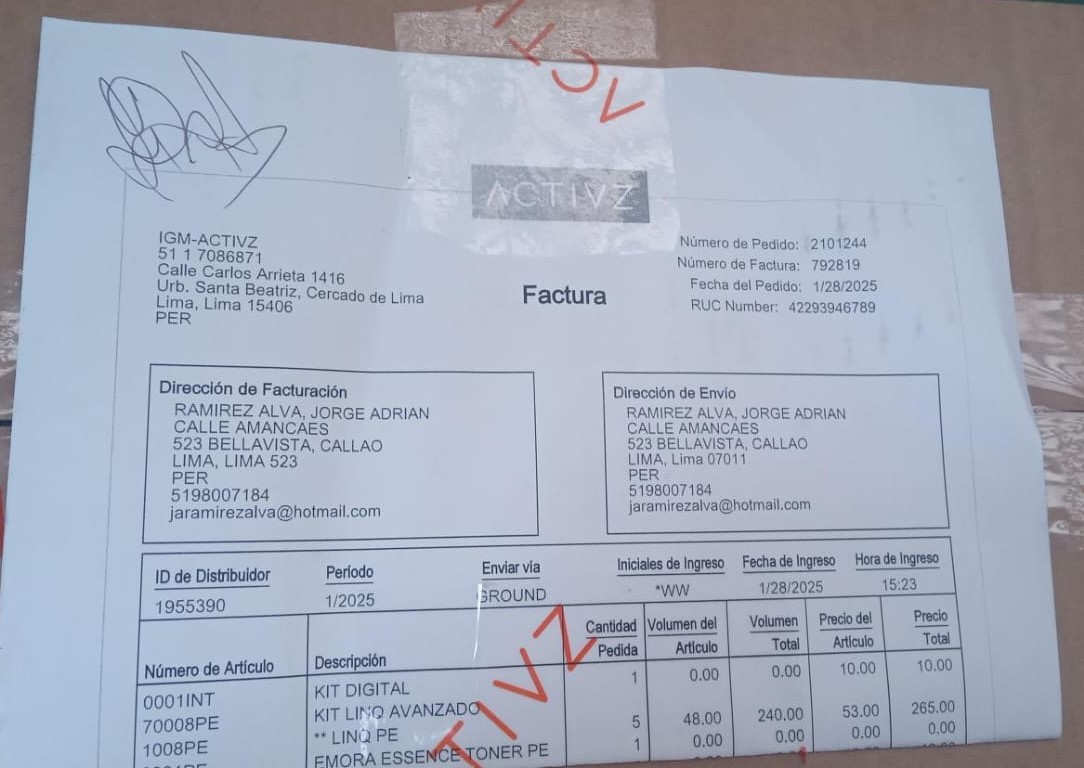 ACTIVZ
ACTIVZ
IGM-ACTIVZ
51 1 7086871
Calle Carlos Arrieta 1416
Urb. Santa Beatriz, Cercado de Lima
Lima, Lima 15406
PER
Factura
Número de Pedido: 2101244
Número de Factura: 792819
Fecha del Pedido: 1/28/2025
RUC Number: 42293946789
Dirección de Facturación
RAMIREZ ALVA, JORGE ADRIAN
CALLE AMANCAES
523 BELLAVISTA, CALLAO
LIMA, LIMA 523
PER
5198007184
jaramirezalva@hotmail.com
Dirección de Envío
RAMIREZ ALVA, JORGE ADRIAN
CALLE AMANCAES
523 BELLAVISTA, CALLAO
LIMA, Lima 07011
PER
5198007184
jaramirezalva@hotmail.com
ID de Distribuidor Período Enviar vía Iniciales de Ingreso Fecha de Ingreso Hora de Ingreso
1955390 1/2025 GROUND *WW 1/28/2025 15:23
Número de Artículo Descripción Cantidad Pedida Volumen del Artículo Volumen Total Precio del Artículo Precio Total
0001INT KIT DIGITAL 1 0.00 0.00 10.00 10.00
70008PE KIT LINQ AVANZADO 5 48.00 240.00 53.00 265.00
1008PE ** LINQ PE 1 0.00 0.00 0.00 0.00
EMORA ESSENCE TONER PE
TIVZ